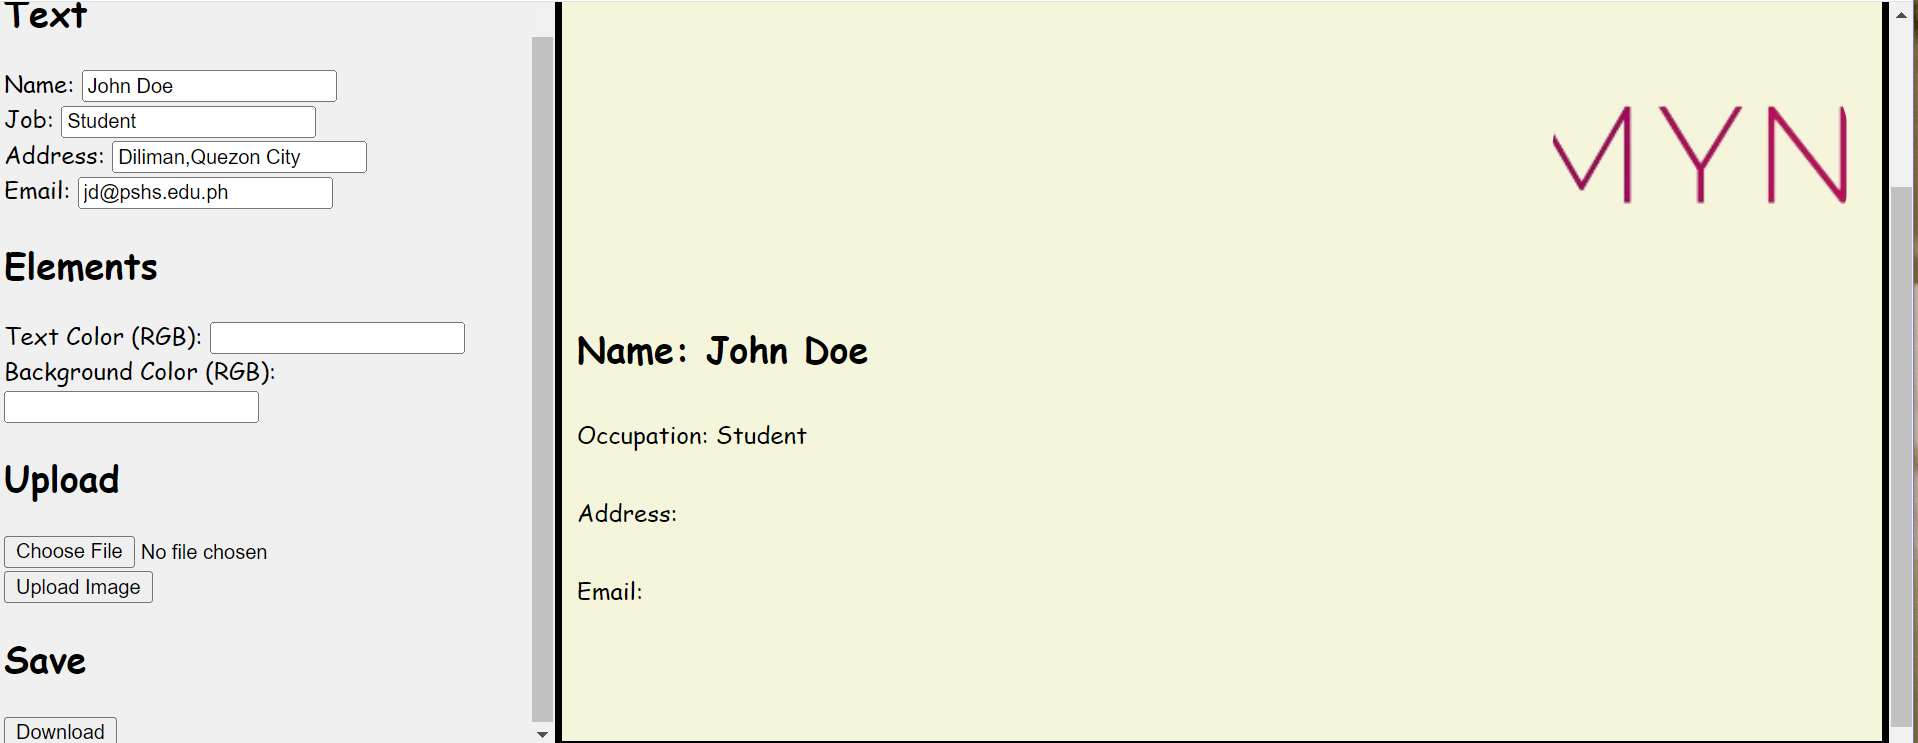 Text
Name: John Doe
Job: Student
Address: Diliman,Quezon City
Email: jd@pshs.edu.ph
Elements
Text Color (RGB):
Background Color (RGB):
Upload
Choose File No file chosen
Upload Image
Save
Download
MYN
Name: John Doe
Occupation: Student
Address:
Email: